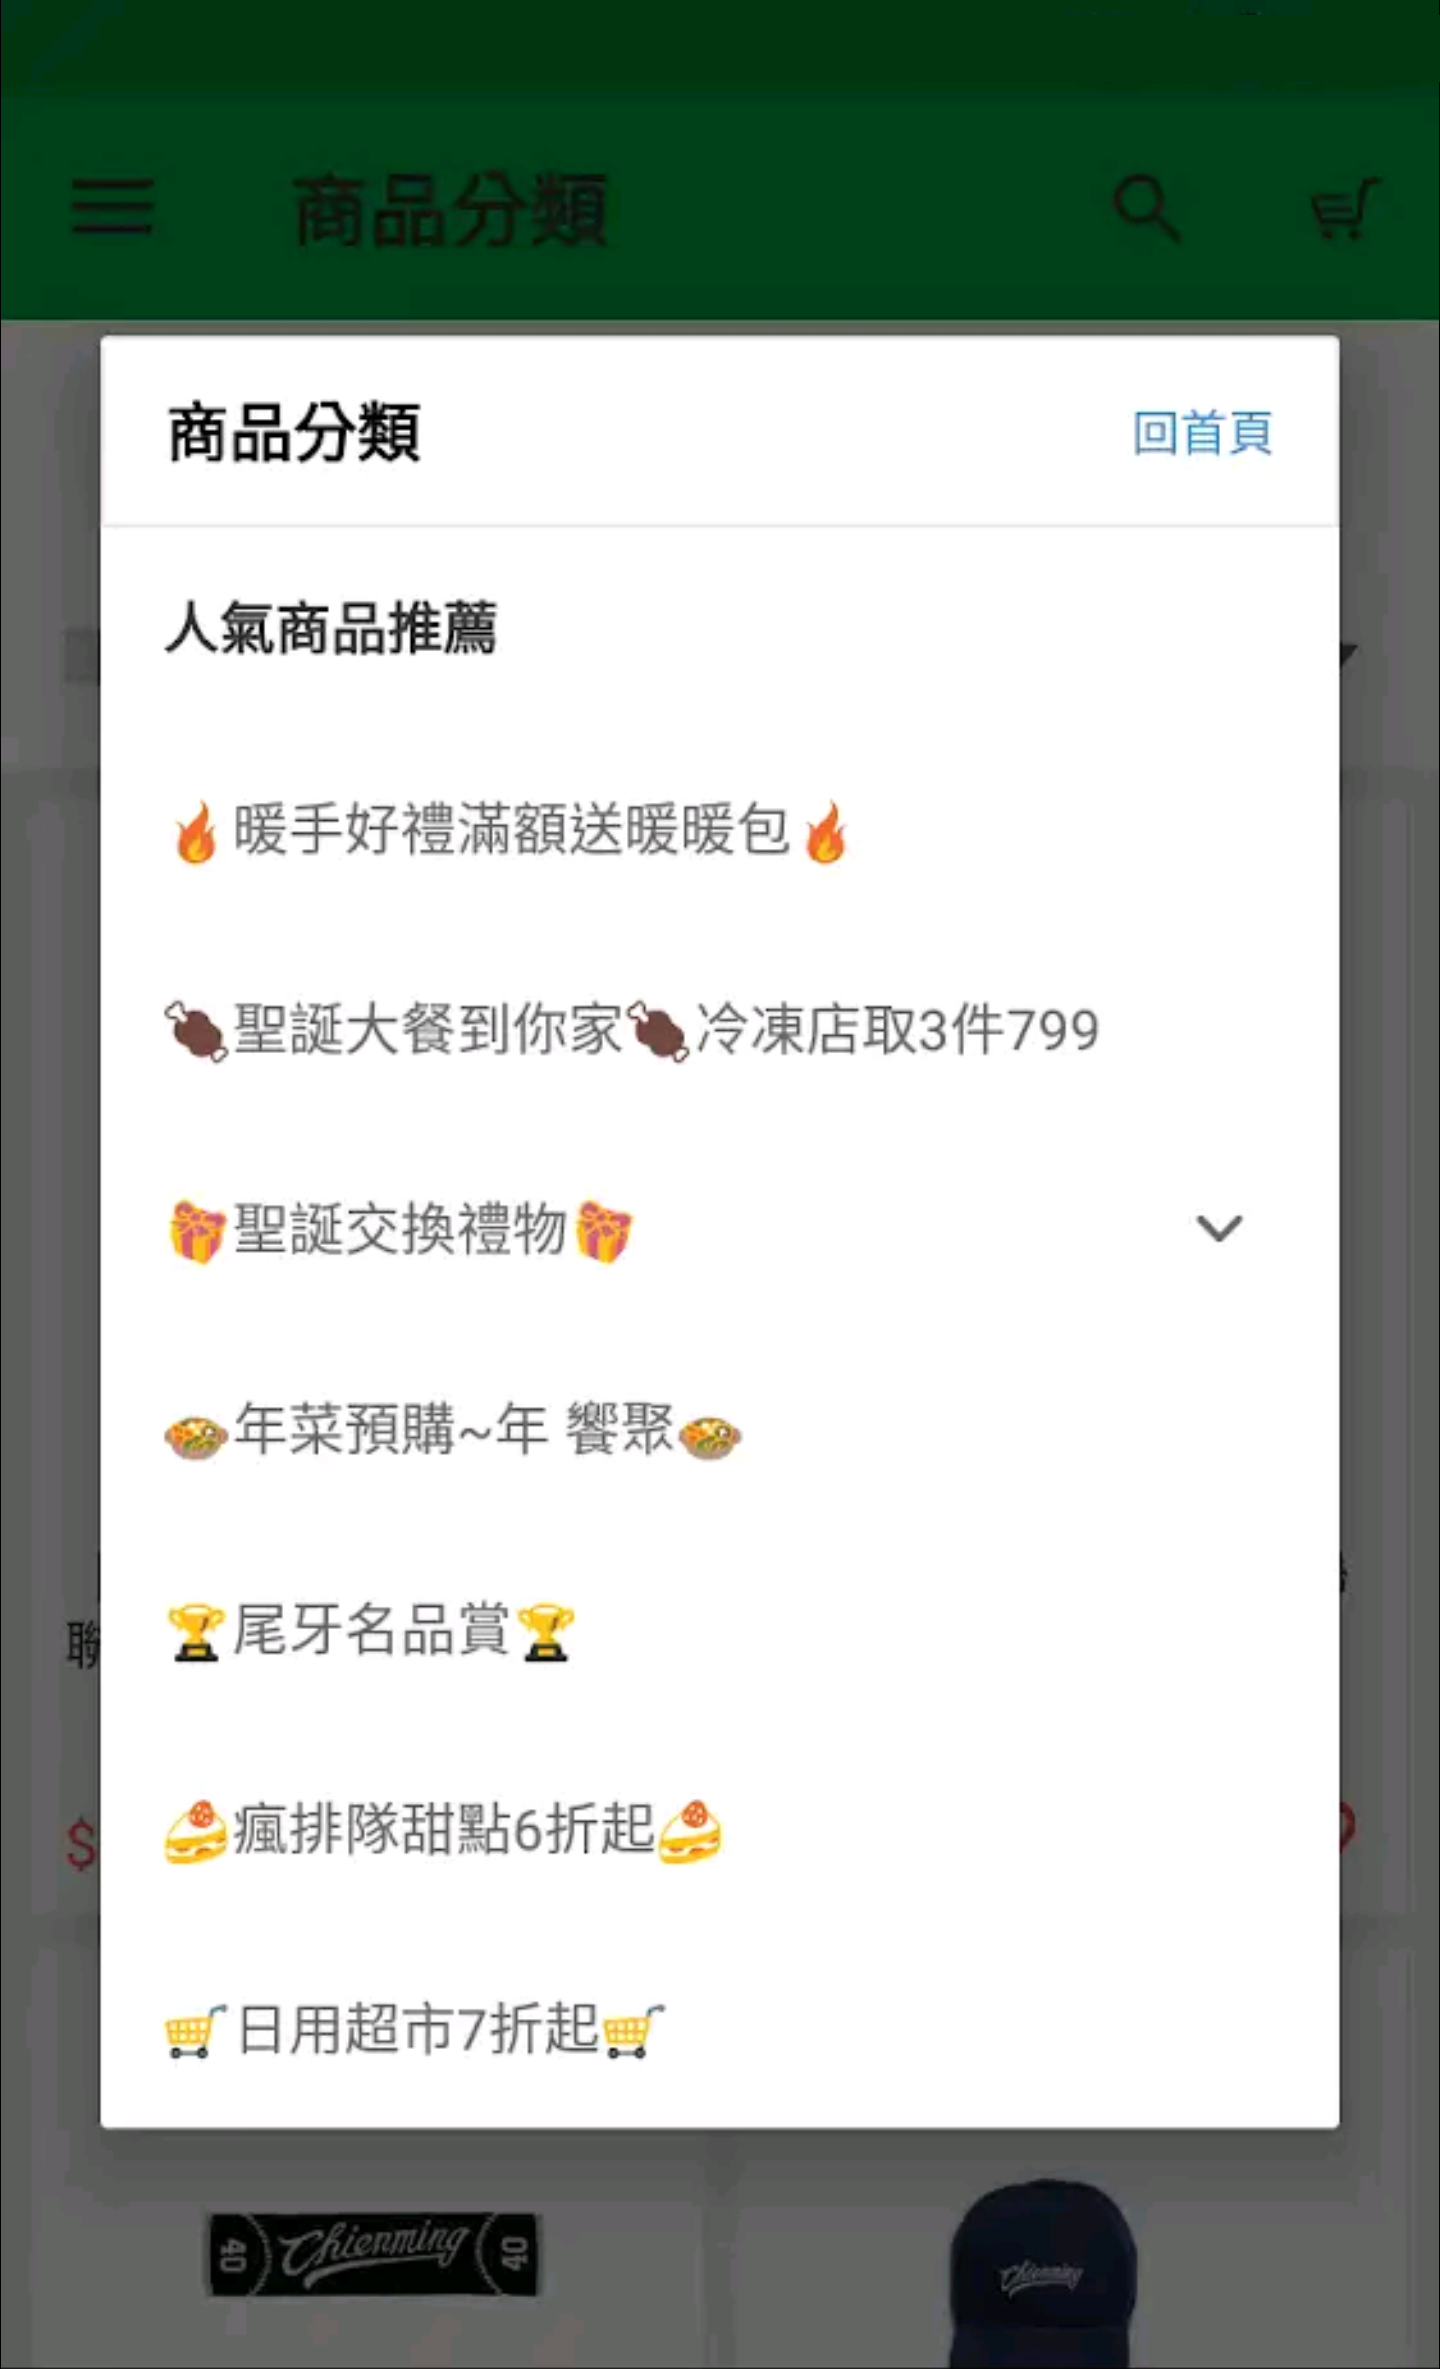 商品分類
商品分類
回首頁
人氣商品推薦
🔥暖手好禮滿額送暖暖包🔥
🍖聖誕大餐到你家🍖冷凍店取3件799
🎁聖誕交換禮物🎁
🥘年菜預購~年 饗聚🥘
🏆尾牙名品賞🏆
🍰瘋排隊甜點6折起🍰
🛒日用超市7折起🛒
聯
$
40 Chienming 40
Chienming